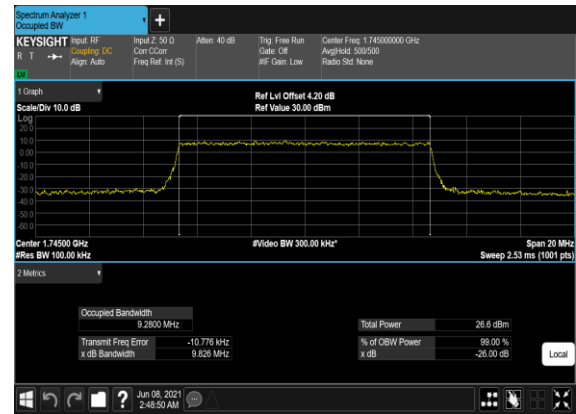 Spectrum Analyzer 1
Occupied BW
KEYSIGHT
R T
LV
Input: RF
Coupling: DC
Align: Auto
Input Z: 50 Ω
Corr CCorr
Freq Ref: Int (S)
Atten: 40 dB
Trig: Free Run
Gate: Off
#IF Gain: Low
Center Freq: 1.745000000 GHz
Avg|Hold: 500/500
Radio Std: None
1 Graph
Scale/Div 10.0 dB
Ref Lvl Offset 4.20 dB
Ref Value 30.00 dBm
Log
20.0
10.0
0.00
-10.0
-20.0
-30.0
-40.0
-50.0
-60.0
Center 1.74500 GHz
#Video BW 300.00 kHz*
Span 20 MHz
#Res BW 100.00 kHz
Sweep 2.53 ms (1001 pts)
2 Metrics
Occupied Bandwidth
9.2800 MHz
Total Power 26.6 dBm
Transmit Freq Error -10.776 kHz
% of OBW Power 99.00 %
x dB Bandwidth 9.826 MHz
x dB -26.00 dB
Local
?
Jun 08, 2021
2:48:50 AM